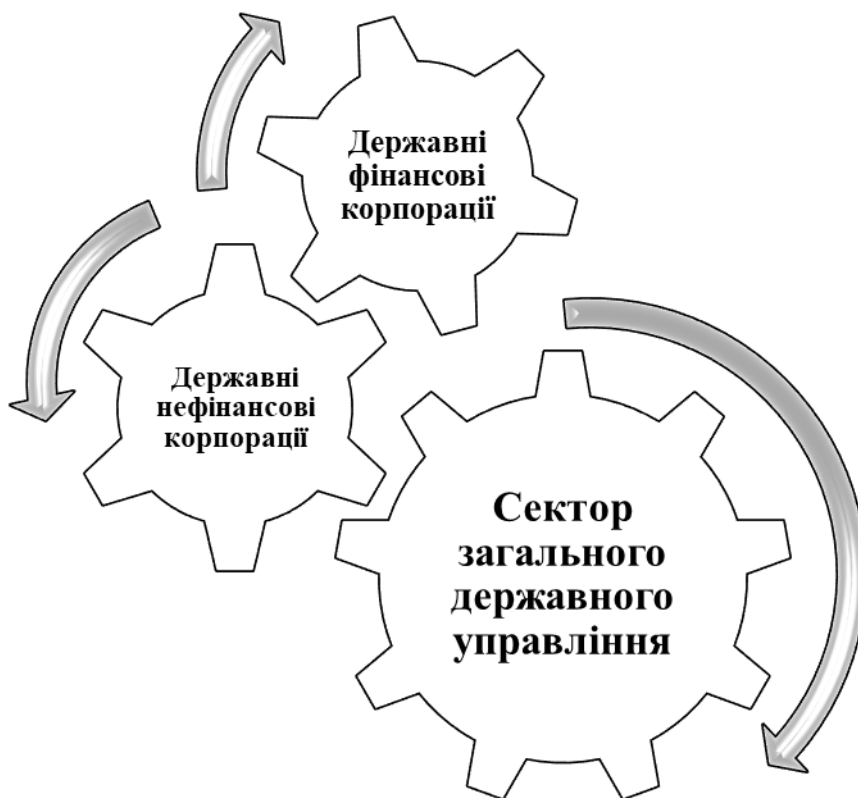 Державні
фінансові
корпорації
Державні
нефінансові
корпорації
Сектор
загального
державного
управління